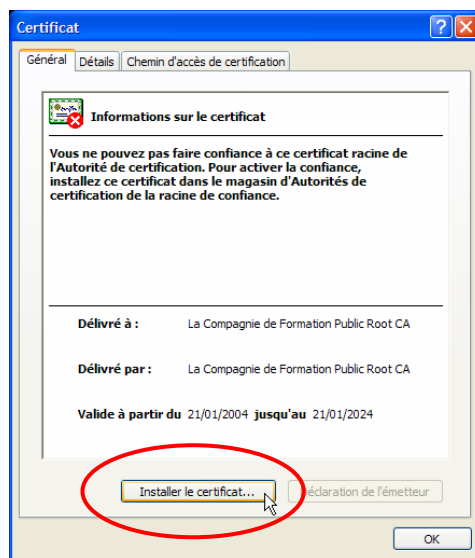 Certificat
Général Détails Chemin d'accès de certification
Informations sur le certificat
Vous ne pouvez pas faire confiance à ce certificat racine de
l'Autorité de certification. Pour activer la confiance,
installez ce certificat dans le magasin d'Autorités de
certification de la racine de confiance.
Délivré à : La Compagnie de Formation Public Root CA
Délivré par : La Compagnie de Formation Public Root CA
Valide à partir du 21/01/2004 jusqu'au 21/01/2024
Installer le certificat... Déclaration de l'émetteur
OK